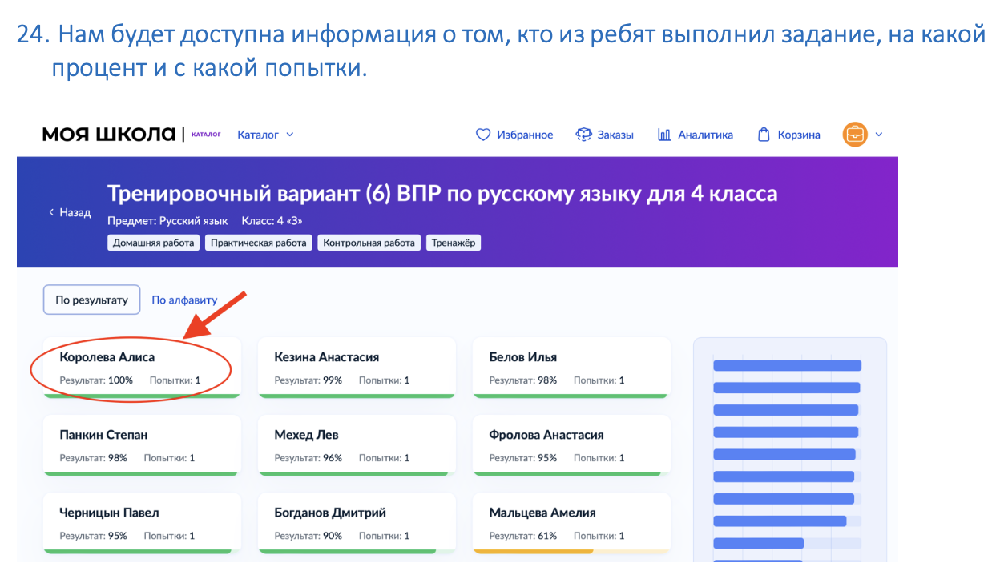 24. Нам будет доступна информация о том, кто из ребят выполнил задание, на какой
процент и с какой попытки.
МОЯ ШКОЛА | КАТАЛОГ Каталог Избранное Заказы Аналитика Корзина
Тренировочный вариант (6) ВПР по русскому языку для 4 класса
Назад
Предмет: Русский язык Класс: 4 «З»
Домашняя работа Практическая работа Контрольная работа Тренажёр
По результату По алфавиту
Королева Алиса Кезина Анастасия Белов Илья
Результат: 100% Попытки: 1 Результат: 99% Попытки: 1 Результат: 98% Попытки: 1
Панкин Степан Мехед Лев Фролова Анастасия
Результат: 98% Попытки: 1 Результат: 96% Попытки: 1 Результат: 95% Попытки: 1
Черницын Павел Богданов Дмитрий Мальцева Амелия
Результат: 95% Попытки: 1 Результат: 90% Попытки: 1 Результат: 61% Попытки: 1